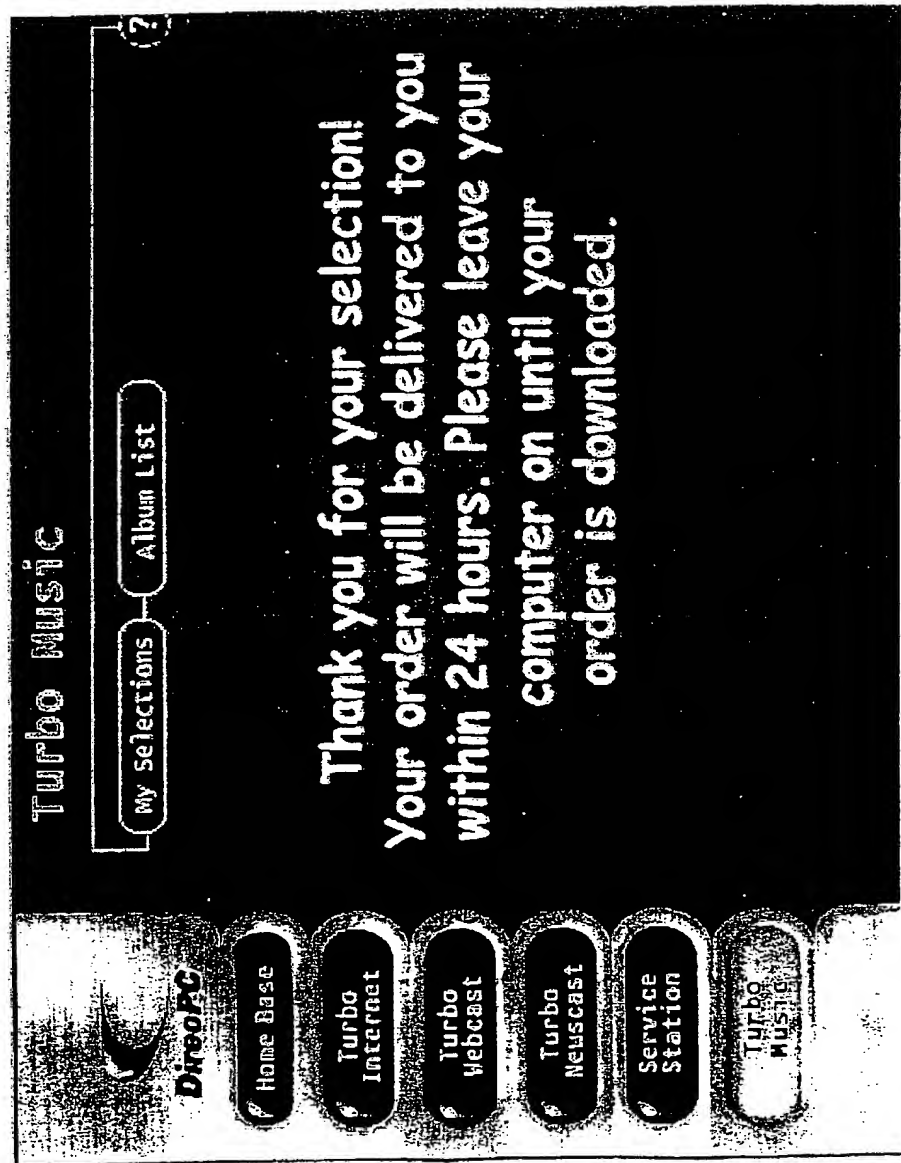 Turbo Music
?
My Selections
Album List
DirecPC
Home Base
Turbo
Internet
Turbo
Webcast
Turbo
Newscast
Service
Station
Turbo
Music
Thank you for your selection!
Your order will be delivered to you
within 24 hours. Please leave your
computer on until your
order is downloaded.